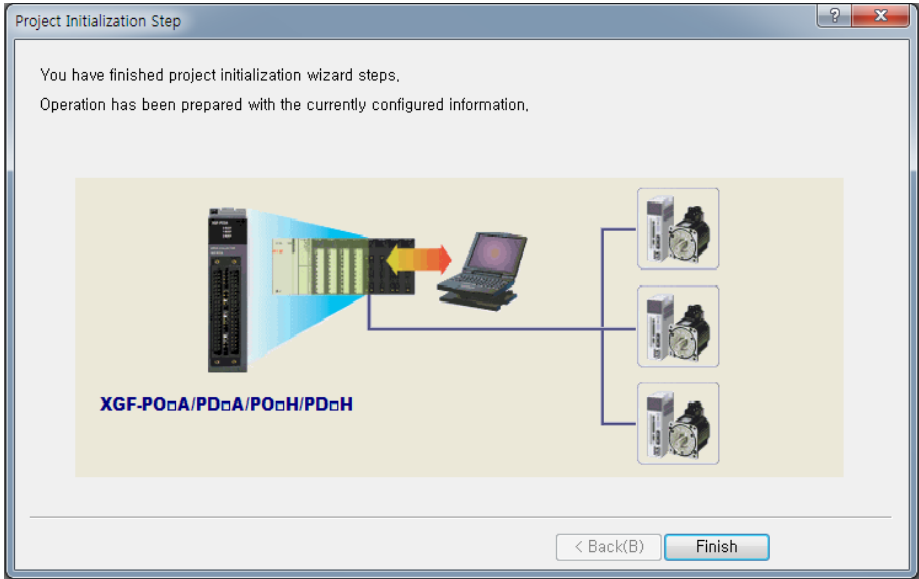 Project Initialization Step
You have finished project initialization wizard steps,
Operation has been prepared with the currently configured information,
XGF-PO□A/PD□A/PO□H/PD□H
< Back(B)
Finish